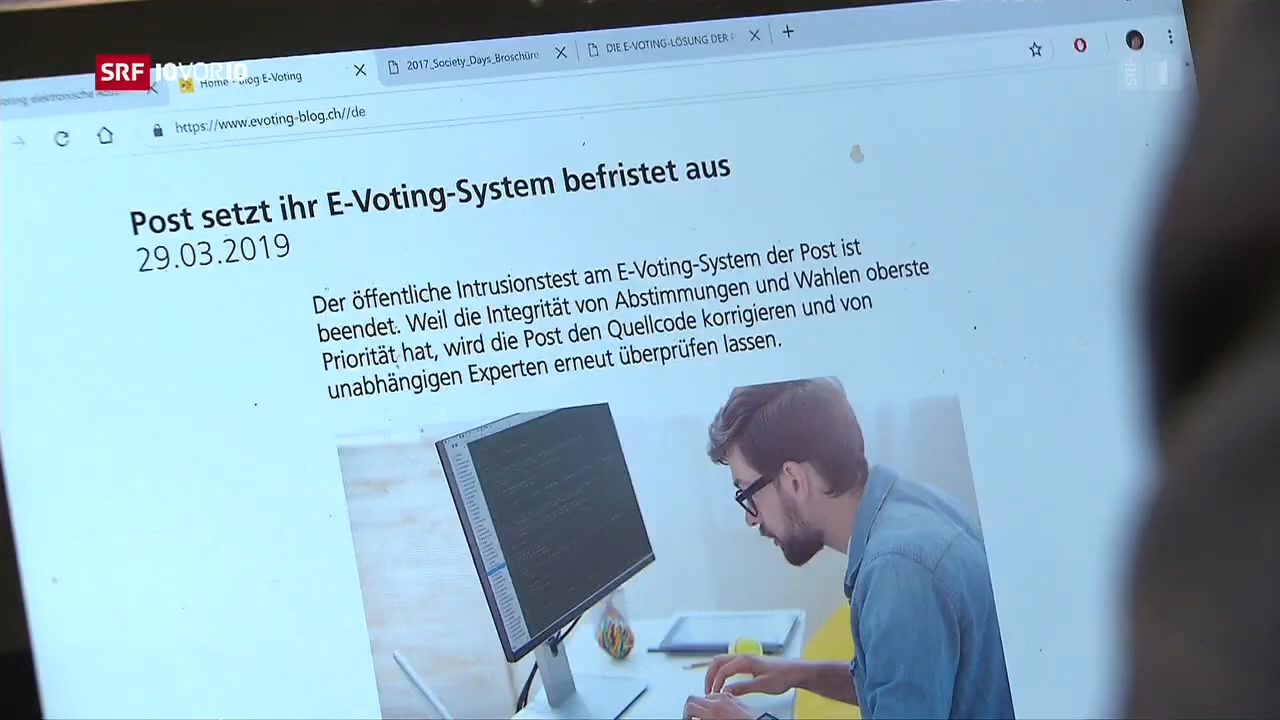 SRF 10VOR10
SRF 1
Home - Blog E-Voting
2017_Society_Days_Broschüre
DIE E-VOTING-LÖSUNG DER
https://www.evoting-blog.ch//de
Post setzt ihr E-Voting-System befristet aus
29.03.2019
Der öffentliche Intrusionstest am E-Voting-System der Post ist
beendet. Weil die Integrität von Abstimmungen und Wahlen oberste
Priorität hat, wird die Post den Quellcode korrigieren und von
unabhängigen Experten erneut überprüfen lassen.